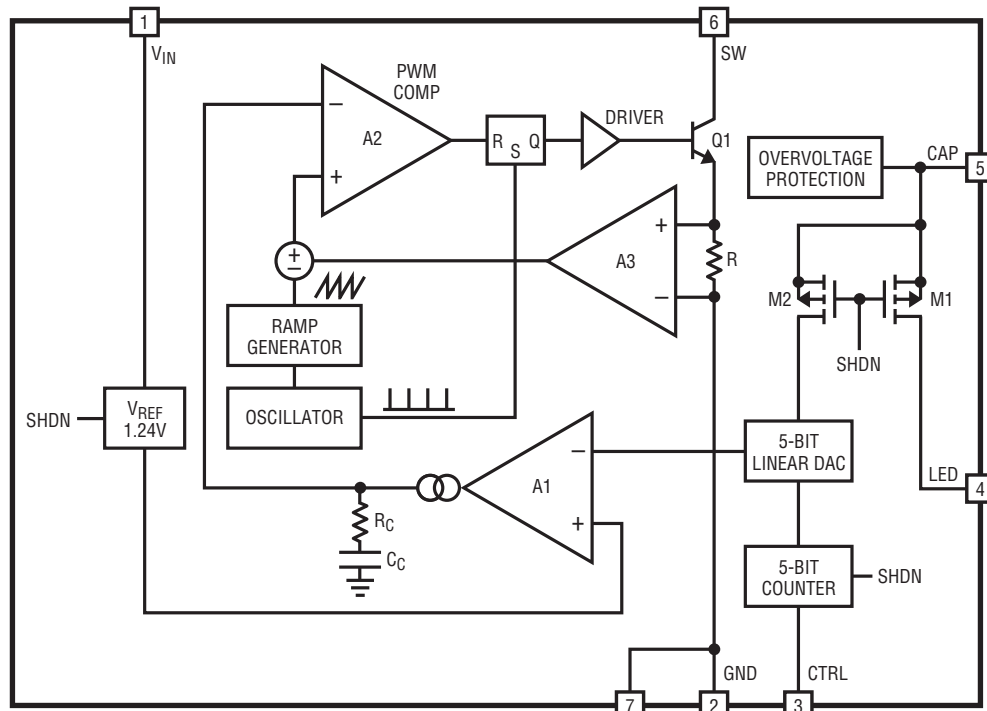 1
VIN
6
SW
PWM
COMP
A2
−
+
R
S
Q
DRIVER
Q1
OVERVOLTAGE
PROTECTION
CAP
5
+
−
A3
+
−
R
M2
M1
SHDN
RAMP
GENERATOR
OSCILLATOR
SHDN
VREF
1.24V
A1
−
+
5-BIT
LINEAR DAC
LED
4
RC
CC
5-BIT
COUNTER
SHDN
GND
CTRL
7
2
3